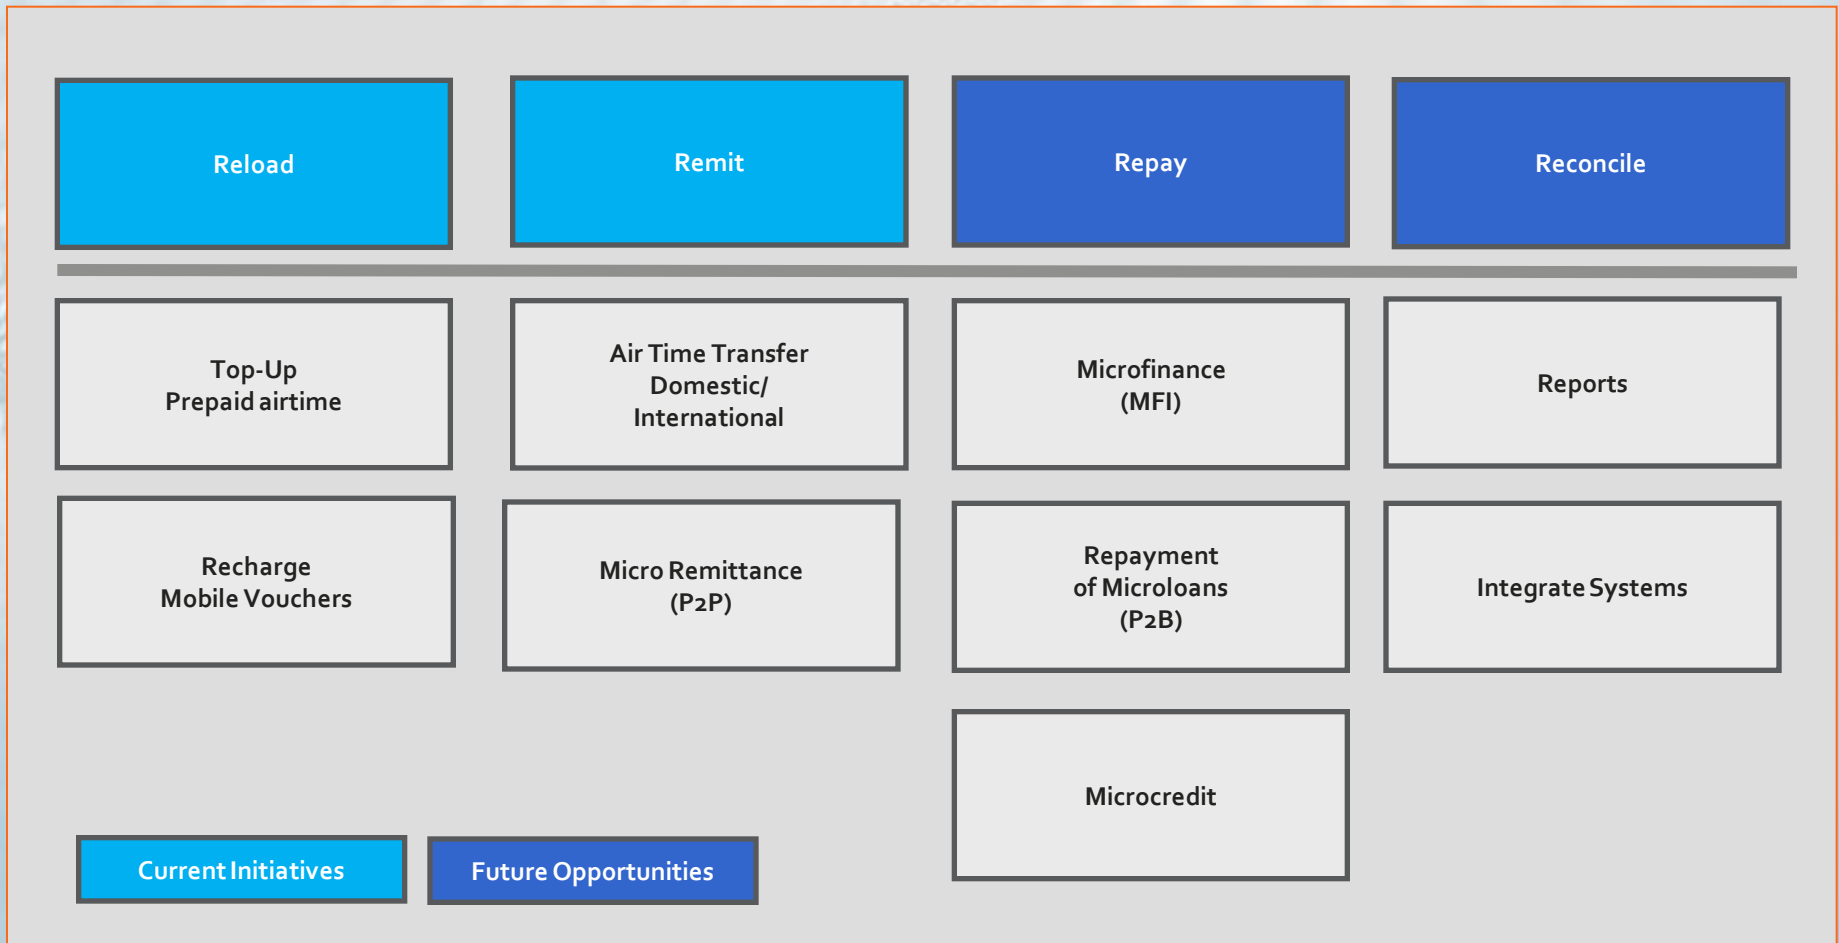 Reload
Remit
Repay
Reconcile
Top-Up
Prepaid airtime
Air Time Transfer
Domestic/
International
Microfinance
(MFI)
Reports
Recharge
Mobile Vouchers
Micro Remittance
(P2P)
Repayment
of Microloans
(P2B)
Integrate Systems
Microcredit
Current Initiatives
Future Opportunities